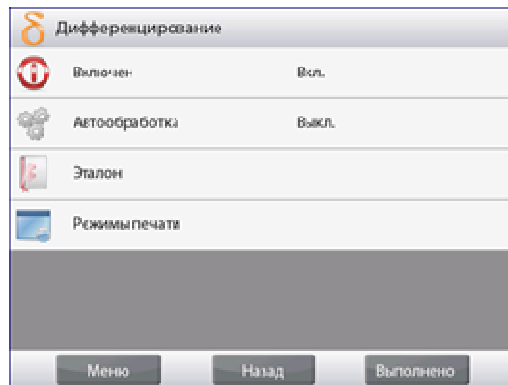 Дифференцирование
Включен Вкл.
Автообработка Выкл.
Эталон
Режимы печати
Меню Назад Выполнено